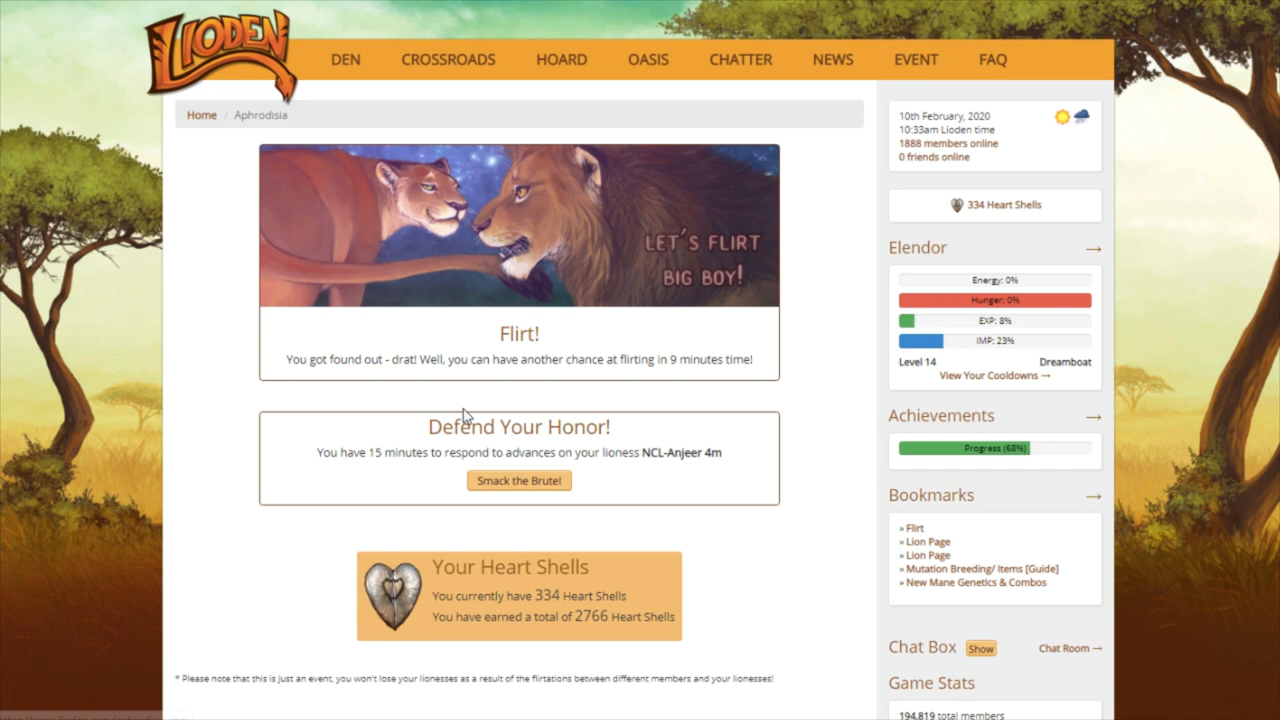 LIODEN
DEN CROSSROADS HOARD OASIS CHATTER NEWS EVENT FAQ
Home / Aphrodisia
LET'S FLIRT
BIG BOY!
Flirt!
You got found out - drat! Well, you can have another chance at flirting in 9 minutes time!
Defend Your Honor!
You have 15 minutes to respond to advances on your lioness NCL-Anjeer 4m
Smack the Brute!
Your Heart Shells
You currently have 334 Heart Shells
You have earned a total of 2766 Heart Shells
* Please note that this is just an event, you won't lose your lionesses as a result of the flirtations between different members and your lionesses!
10th February, 2020
10:33am Lioden time
1888 members online
0 friends online
334 Heart Shells
Elendor →
Energy: 0%
Hunger: 0%
EXP: 8%
IMP: 23%
Level 14 Dreamboat
View Your Cooldowns →
Achievements →
Progress (68%)
Bookmarks →
» Flirt
» Lion Page
» Lion Page
» Mutation Breeding/ Items [Guide]
» New Mane Genetics & Combos
Chat Box Show Chat Room →
Game Stats
194,819 total members